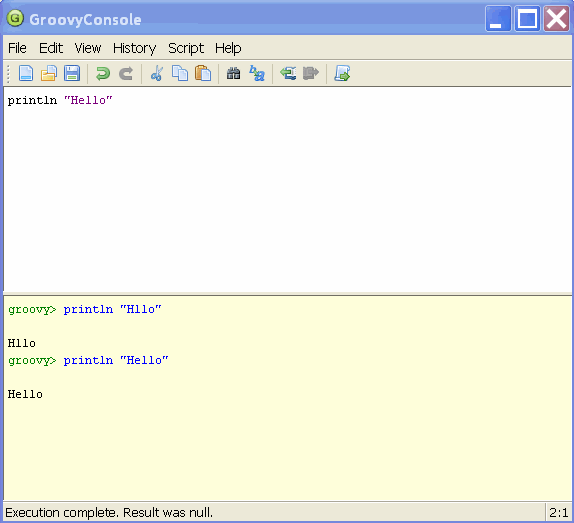 GroovyConsole
File Edit View History Script Help
println "Hello"
groovy> println "Hllo"
Hllo
groovy> println "Hello"
Hello
Execution complete. Result was null.
2:1